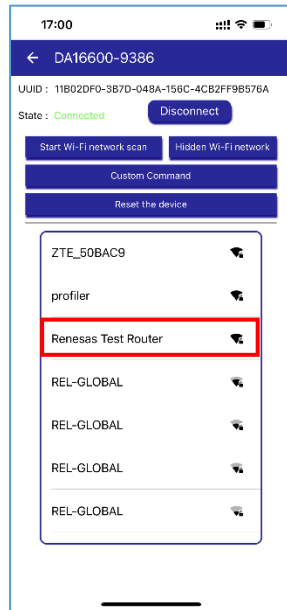 17:00
← DA16600-9386
UUID : 11B02DF0-3B7D-048A-156C-4CB2FF9B576A
State : Connected Disconnect
Start Wi-Fi network scan Hidden Wi-Fi network
Custom Command
Reset the device
ZTE_50BAC9
profiler
Renesas Test Router
REL-GLOBAL
REL-GLOBAL
REL-GLOBAL
REL-GLOBAL